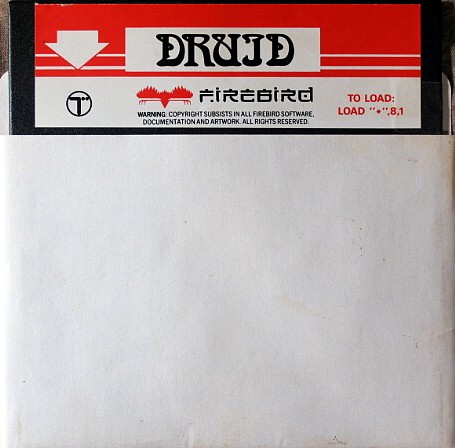 DRUID
T
FIREBIRD
WARNING: COPYRIGHT SUBSISTS IN ALL FIREBIRD SOFTWARE,
DOCUMENTATION AND ARTWORK. ALL RIGHTS RESERVED.
TO LOAD:
LOAD "*",8,1